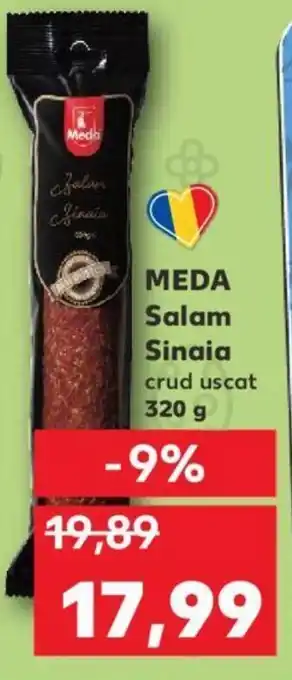 Meda
Salam
Sinaia
MEDA
Salam
Sinaia
crud uscat
320 g
-9%
19,89
17,99